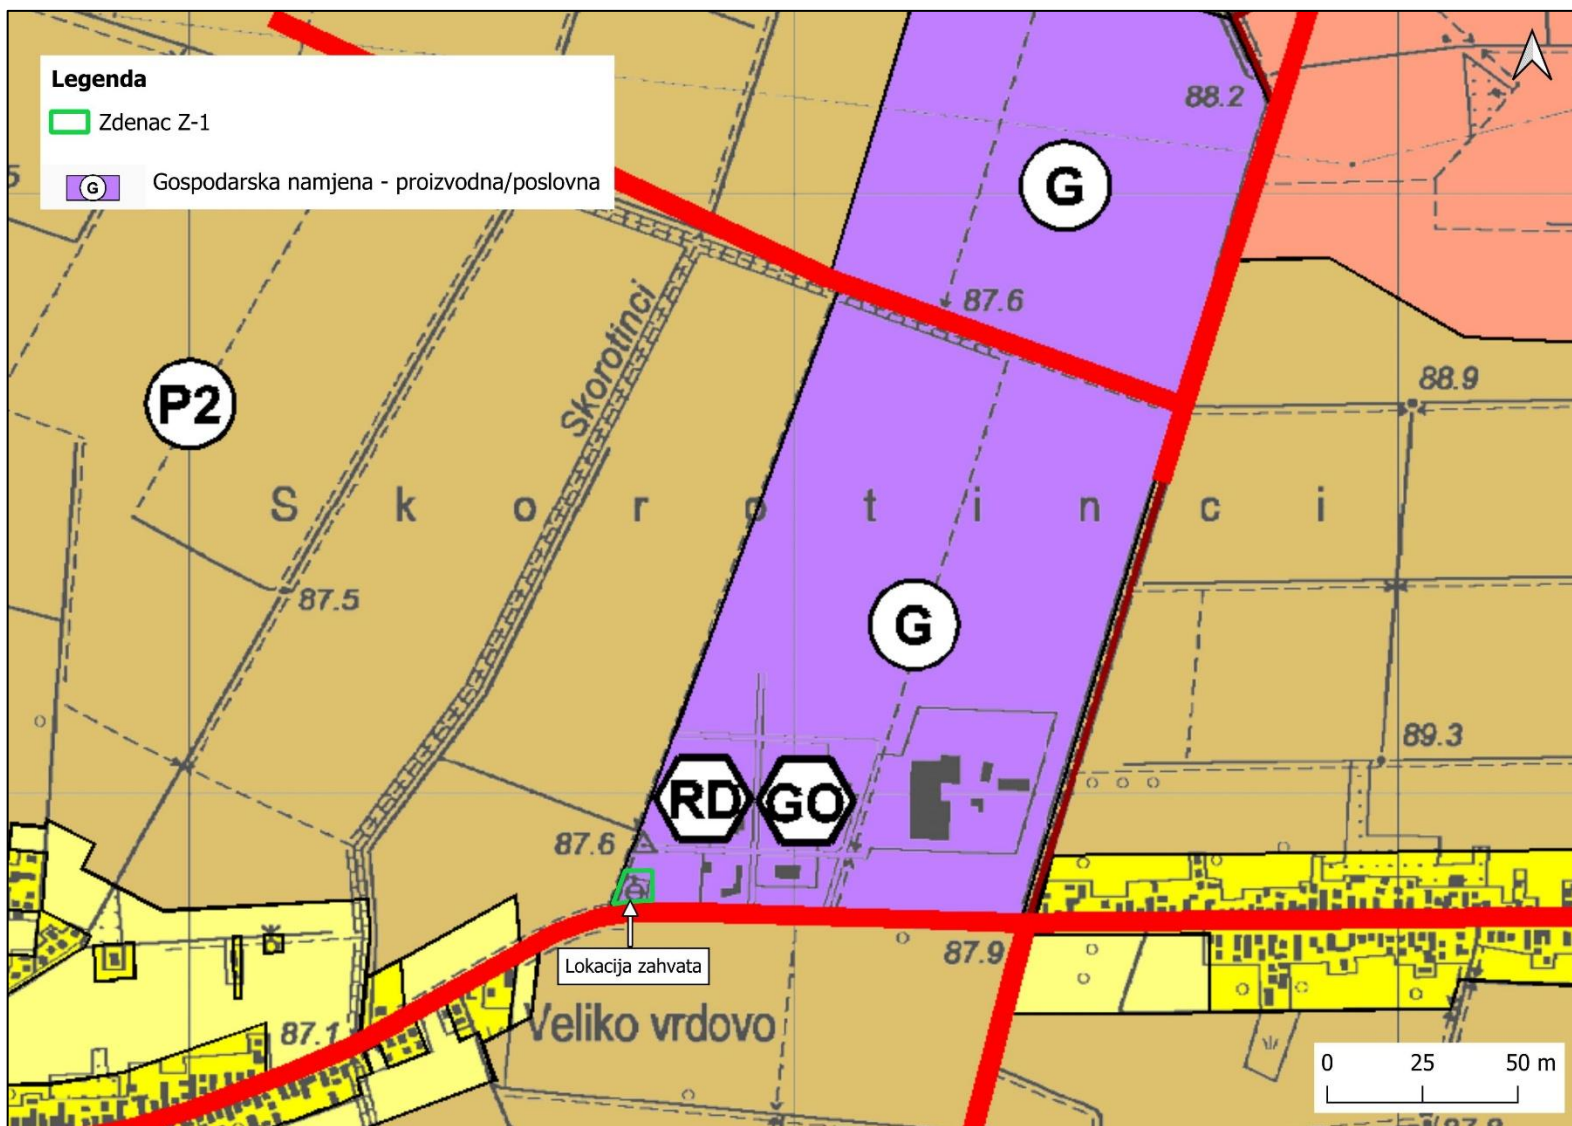 Legenda
Zdenac Z-1
G Gospodarska namjena - proizvodna/poslovna
88.2
G
87.6
Skorotinci
P2
88.9
S k o r o t i n c i
87.5
G
89.3
RD GO
87.6
87.9
Lokacija zahvata
Veliko vrdovo
87.1
0 25 50 m